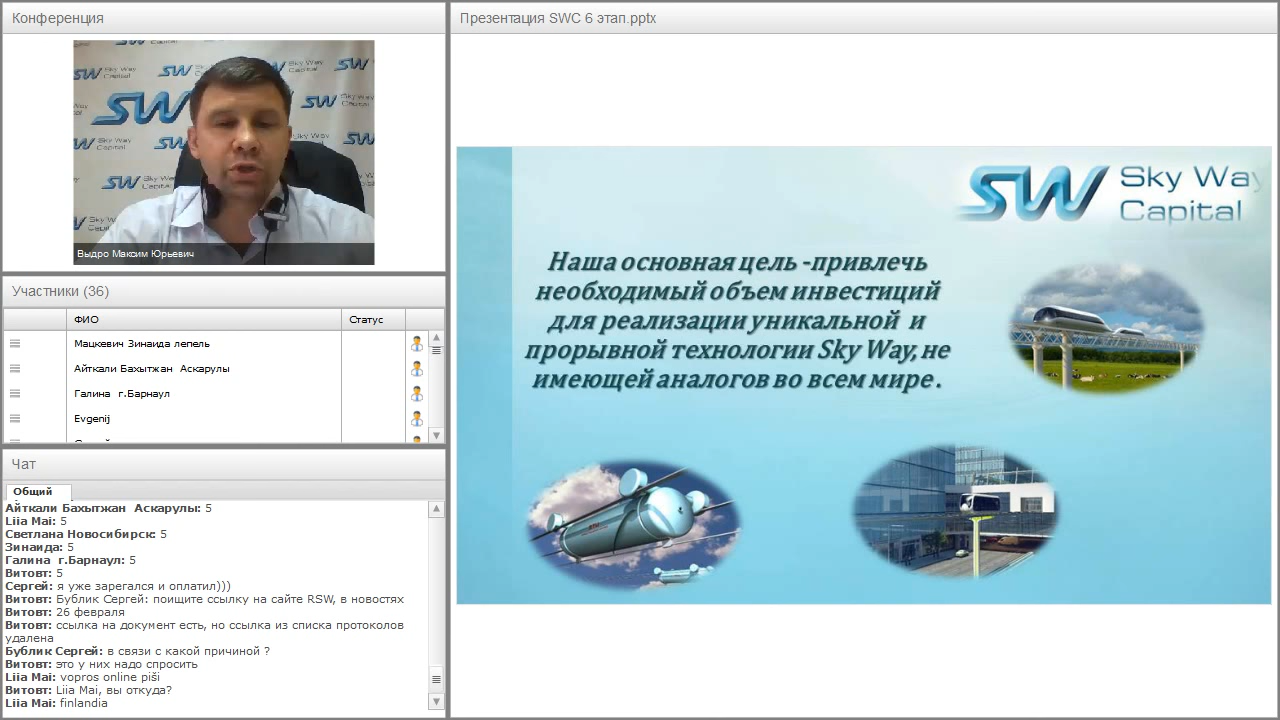 Конференция
SW Sky Way Capital
Выдро Максим Юрьевич
Участники (36)
ФИО
Статус
Мацкевич Зинаида лепель
Айткали Бахытжан Аскарулы
Галина г.Барнаул
Evgenij
Чат
Общий
Айткали Бахытжан Аскарулы: 5
Liia Mai: 5
Светлана Новосибирск: 5
Зинаида: 5
Галина г.Барнаул: 5
Витовт: 5
Сергей: я уже зарегался и оплатил)))
Витовт: Бублик Сергей: поищите ссылку на сайте RSW, в новостях
Витовт: 26 февраля
Витовт: ссылка на документ есть, но ссылка из списка протоколов
удалена
Бублик Сергей: в связи с какой причиной ?
Витовт: это у них надо спросить
Liia Mai: vopros online piši
Витовт: Liia Mai, вы откуда?
Liia Mai: finlandia
Презентация SWC 6 этап.pptx
SW Sky Way
Capital
Наша основная цель -привлечь
необходимый объем инвестиций
для реализации уникальной и
прорывной технологии Sky Way, не
имеющей аналогов во всем мире .